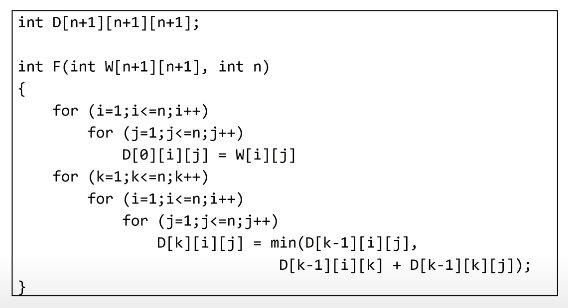 int D[n+1][n+1][n+1];
int F(int W[n+1][n+1], int n)
{
for (i=1;i<=n;i++)
for (j=1;j<=n;j++)
D[0][i][j] = W[i][j]
for (k=1;k<=n;k++)
for (i=1;i<=n;i++)
for (j=1;j<=n;j++)
D[k][i][j] = min(D[k-1][i][j],
D[k-1][i][k] + D[k-1][k][j]);
}